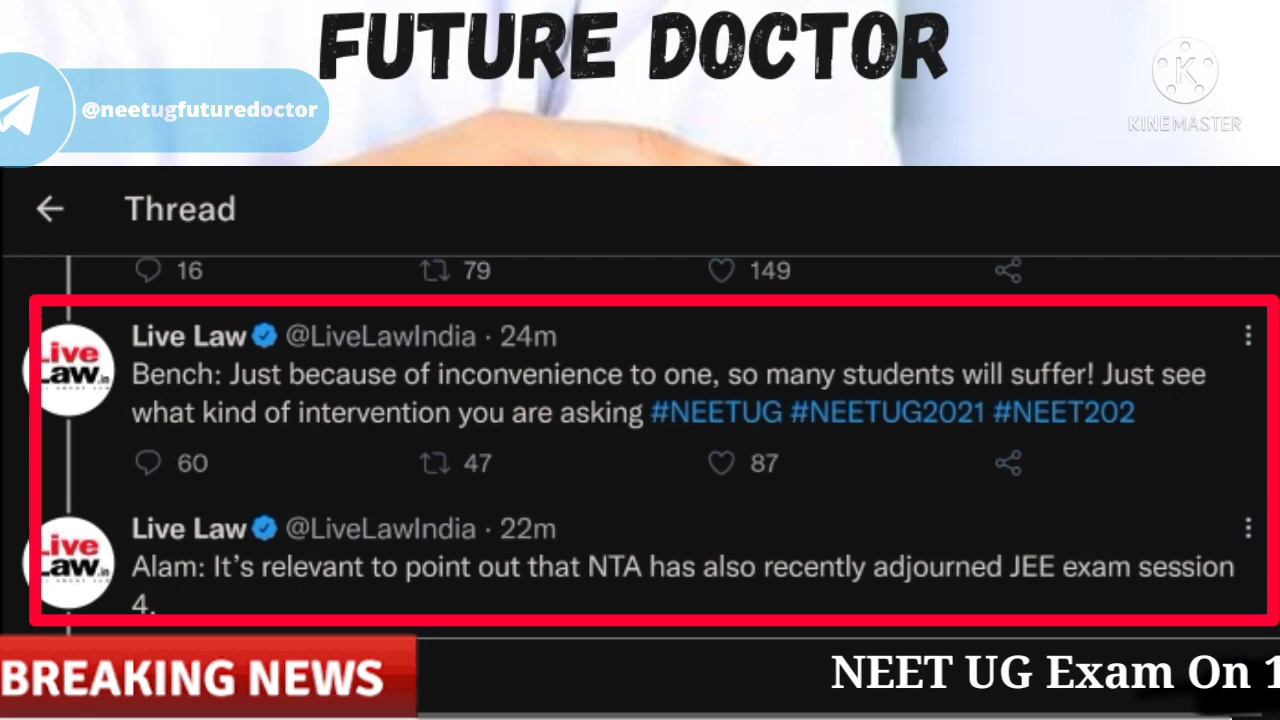 FUTURE DOCTOR
@neetugfuturedoctor
K
KINEMASTER
Thread
16 79 149
Live Law @LiveLawIndia · 24m
Bench: Just because of inconvenience to one, so many students will suffer! Just see
what kind of intervention you are asking #NEETUG #NEETUG2021 #NEET202
60 47 87
Live Law @LiveLawIndia · 22m
Alam: It’s relevant to point out that NTA has also recently adjourned JEE exam session
4.
BREAKING NEWS
NEET UG Exam On 1